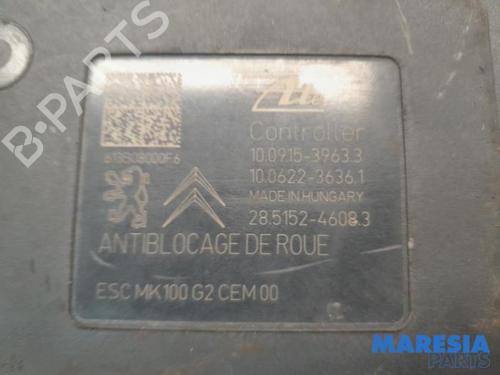 Ate
Controller
613508000F6
10.0915-3963.3
10.0622-3636.1
MADE IN HUNGARY
28.5152-4608.3
ANTIBLOCAGE DE ROUE
ESC MK100 G2 CEM 00
B-PARTS
MARESIA
PARTS